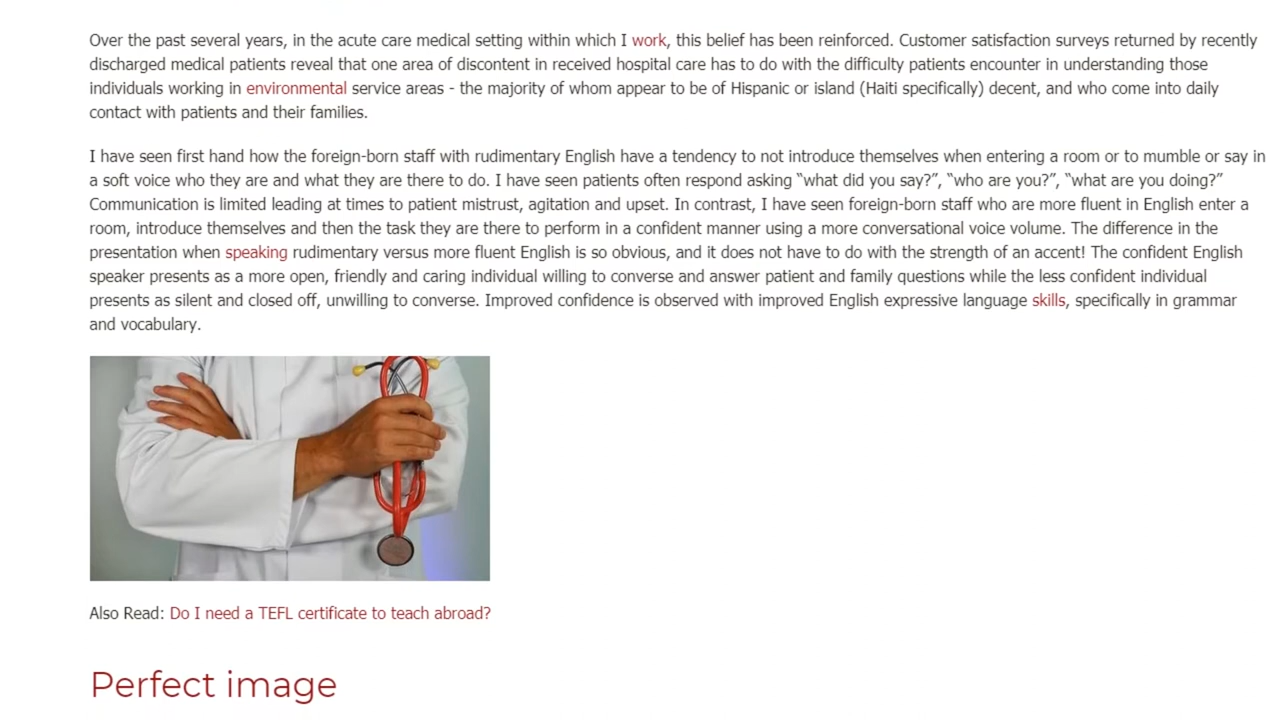 Over the past several years, in the acute care medical setting within which I work, this belief has been reinforced. Customer satisfaction surveys returned by recently
discharged medical patients reveal that one area of discontent in received hospital care has to do with the difficulty patients encounter in understanding those
individuals working in environmental service areas - the majority of whom appear to be of Hispanic or island (Haiti specifically) decent, and who come into daily
contact with patients and their families.
I have seen first hand how the foreign-born staff with rudimentary English have a tendency to not introduce themselves when entering a room or to mumble or say in
a soft voice who they are and what they are there to do. I have seen patients often respond asking “what did you say?”, “who are you?”, “what are you doing?”
Communication is limited leading at times to patient mistrust, agitation and upset. In contrast, I have seen foreign-born staff who are more fluent in English enter a
room, introduce themselves and then the task they are there to perform in a confident manner using a more conversational voice volume. The difference in the
presentation when speaking rudimentary versus more fluent English is so obvious, and it does not have to do with the strength of an accent! The confident English
speaker presents as a more open, friendly and caring individual willing to converse and answer patient and family questions while the less confident individual
presents as silent and closed off, unwilling to converse. Improved confidence is observed with improved English expressive language skills, specifically in grammar
and vocabulary.
Also Read: Do I need a TEFL certificate to teach abroad?
Perfect image